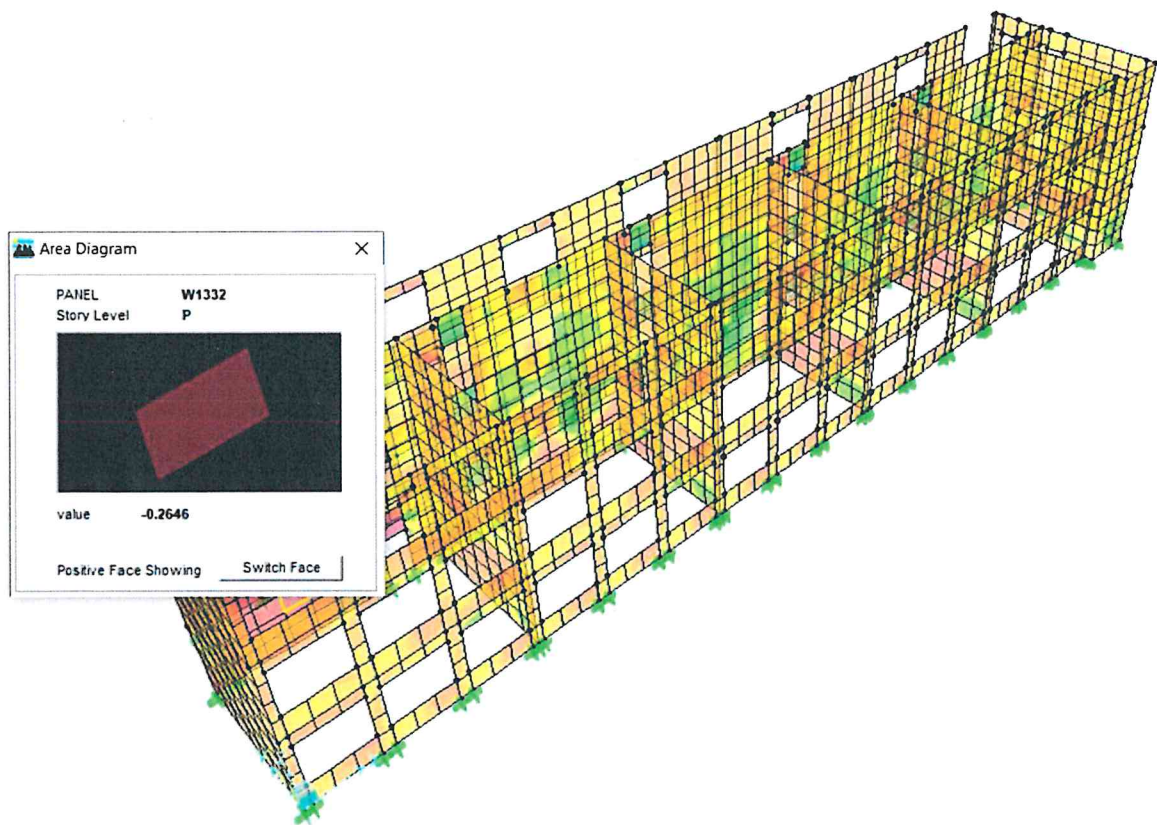 Area Diagram
PANEL W1332
Story Level P
value -0.2646
Positive Face Showing Switch Face